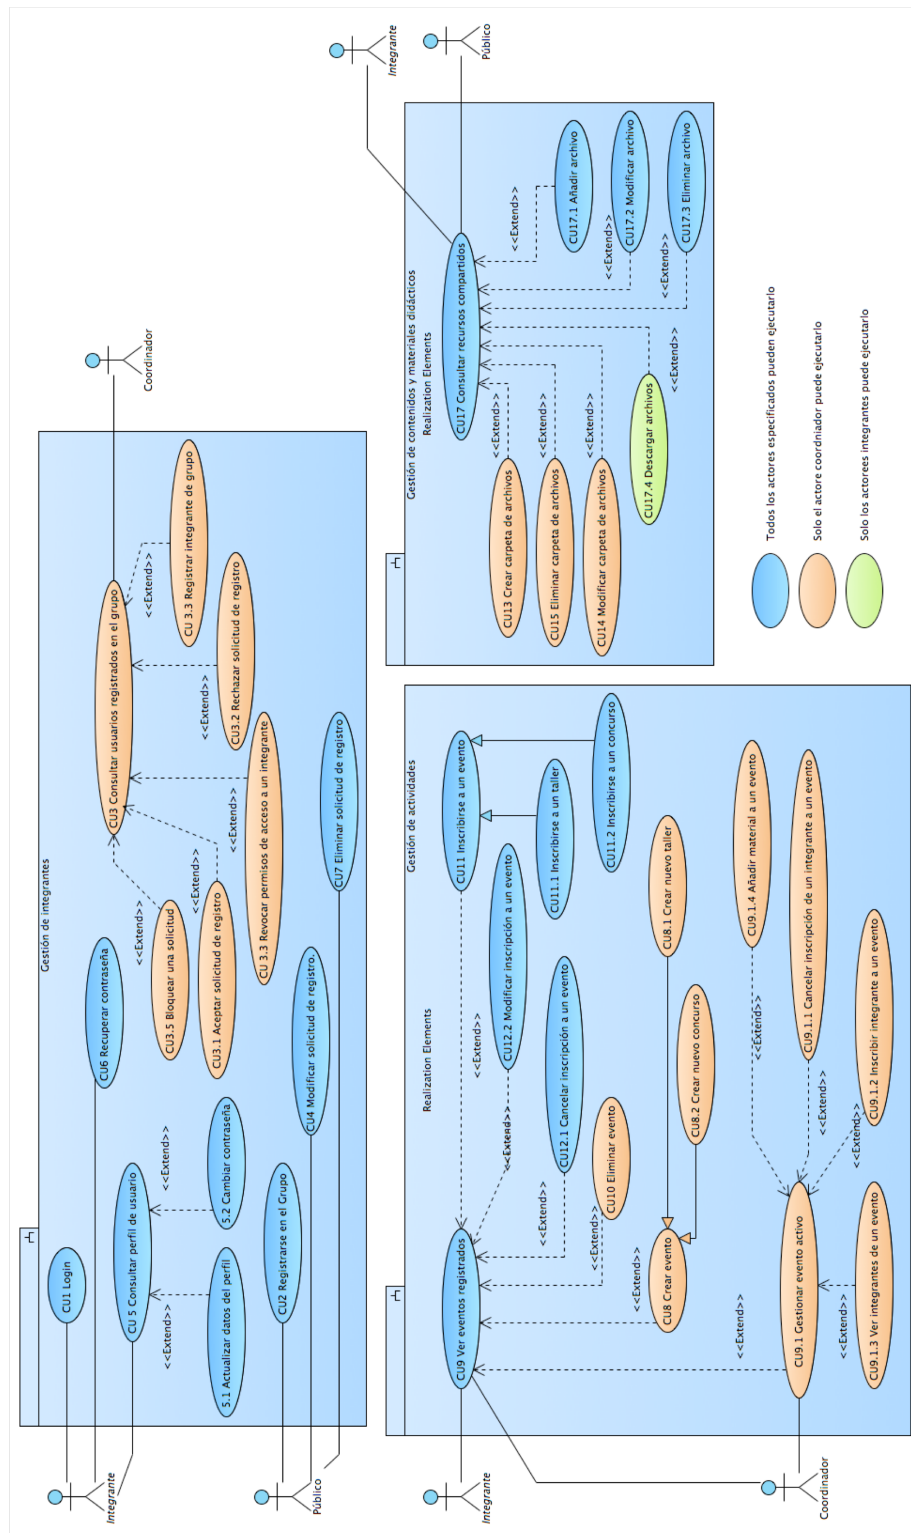 Gestión de integrantes
CU1 Login
CU6 Recuperar contraseña
CU 5 Consultar perfil de usuario
<<Extend>>
<<Extend>>
5.1 Actualizar datos del perfil
5.2 Cambiar contraseña
CU2 Registrarse en el Grupo
CU4 Modificar solicitud de registro.
CU7 Eliminar solicitud de registro
CU3 Consultar usuarios registrados en el grupo
<<Extend>>
<<Extend>>
<<Extend>>
<<Extend>>
<<Extend>>
CU3.5 Bloquear una solicitud
CU3.1 Aceptar solicitud de registro
CU 3.3 Revocar permisos de acceso a un integrante
CU3.2 Rechazar solicitud de registro
CU 3.3 Registrar integrante de grupo
Integrante
Público
Coordinador
Gestión de actividades
Realization Elements
CU9 Ver eventos registrados
CU11 Inscribirse a un evento
<<Extend>>
CU12.2 Modificar inscripción a un evento
<<Extend>>
CU11.1 Inscribirse a un taller
CU12.1 Cancelar inscripción a un evento
<<Extend>>
CU11.2 Inscribirse a un concurso
CU10 Eliminar evento
<<Extend>>
CU8 Crear evento
<<Extend>>
CU8.1 Crear nuevo taller
CU8.2 Crear nuevo concurso
<<Extend>>
CU9.1 Gestionar evento activo
CU9.1.4 Añadir material a un evento
<<Extend>>
CU9.1.1 Cancelar inscripción de un integrante a un evento
<<Extend>>
<<Extend>>
<<Extend>>
CU9.1.3 Ver integrantes de un evento
CU9.1.2 Inscribir integrante a un evento
Integrante
Coordinador
Gestión de contenidos y materiales didácticos
Realization Elements
CU17 Consultar recursos compartidos
<<Extend>>
<<Extend>>
<<Extend>>
<<Extend>>
<<Extend>>
<<Extend>>
<<Extend>>
CU13 Crear carpeta de archivos
CU15 Eliminar carpeta de archivos
CU14 Modificar carpeta de archivos
CU17.4 Descargar archivos
CU17.1 Añadir archivo
CU17.2 Modificar archivo
CU17.3 Eliminar archivo
Integrante
Público
Todos los actores especificados pueden ejecutarlo
Solo el actore coordniador puede ejecutarlo
Solo los actorees integrantes puede ejecutarlo